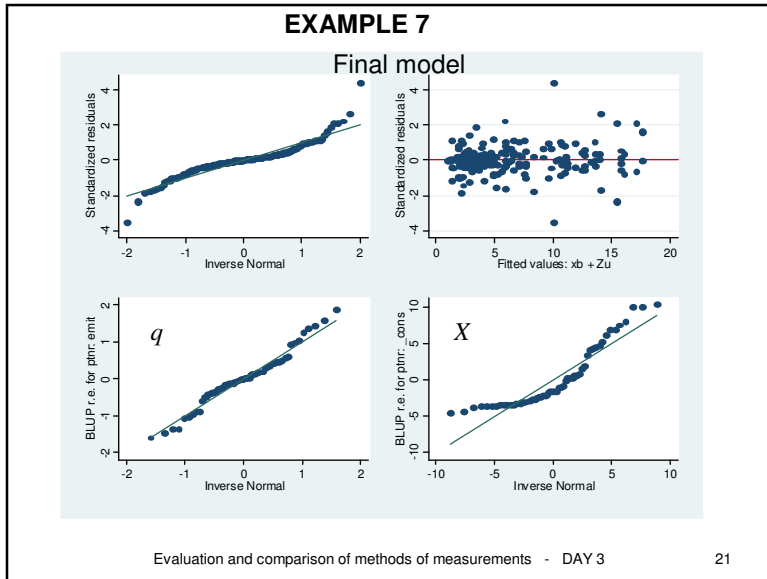 EXAMPLE 7
Final model
Standardized residuals
-4 -2 0 2 4
-2 -1 0 1 2
Inverse Normal
Standardized residuals
-4 -2 0 2 4
0 5 10 15 20
Fitted values: xb + Zu
q
BLUP r.e. for ptnr: emit
-2 -1 0 1 2
-2 -1 0 1 2
Inverse Normal
X
BLUP r.e. for ptnr: _cons
-10 -5 0 5 10
-10 -5 0 5 10
Inverse Normal
Evaluation and comparison of methods of measurements - DAY 3
21